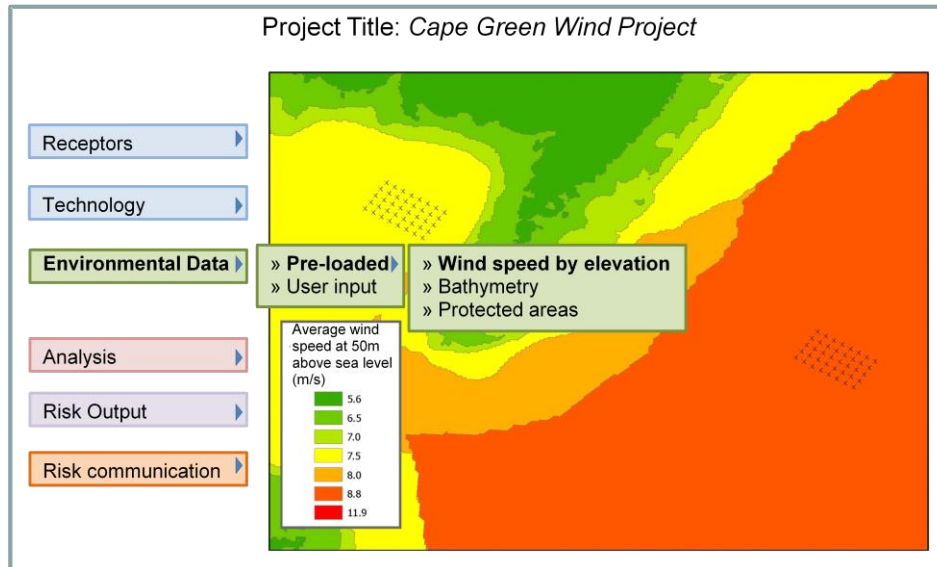 Project Title: Cape Green Wind Project
Receptors
Technology
Environmental Data
» Pre-loaded
» User input
» Wind speed by elevation
» Bathymetry
» Protected areas
Average wind
speed at 50m
above sea level
(m/s)
5.6
6.5
7.0
7.5
8.0
8.8
11.9
Analysis
Risk Output
Risk communication